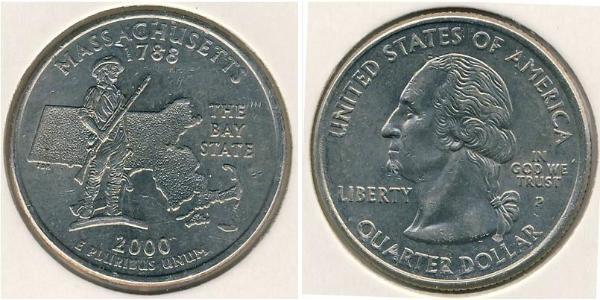 MASSACHUSETTS
1788
THE
BAY
STATE
2000
E PLURIBUS UNUM
UNITED STATES OF AMERICA
LIBERTY
IN
GOD WE
TRUST
P
QUARTER DOLLAR